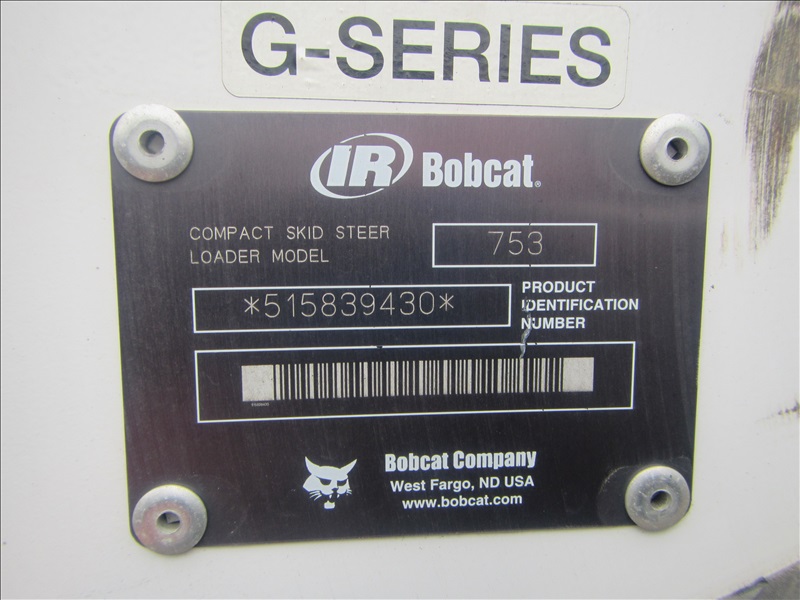 G-SERIES
IR Bobcat®
COMPACT SKID STEER
LOADER MODEL
753
*515839430*
PRODUCT
IDENTIFICATION
NUMBER
Bobcat Company
West Fargo, ND USA
www.bobcat.com